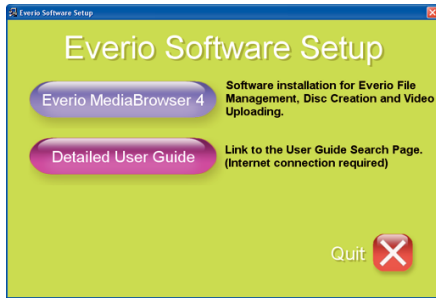 Everio Software Setup
Everio Software Setup
Everio MediaBrowser 4
Software installation for Everio File
Management, Disc Creation and Video
Uploading.
Detailed User Guide
Link to the User Guide Search Page.
(Internet connection required)
Quit